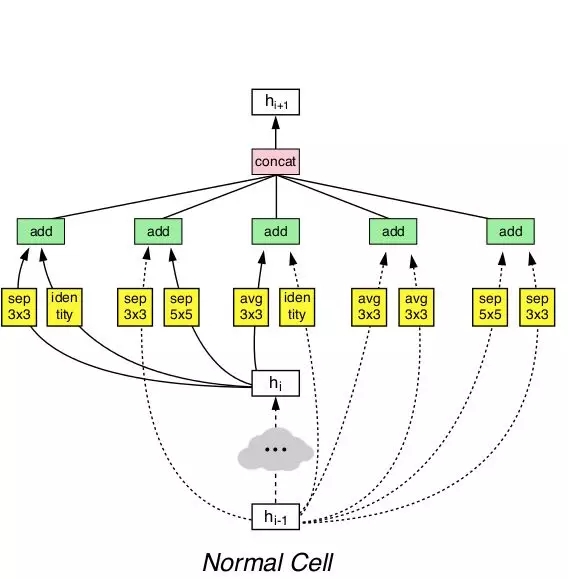 h_{i+1}
concat
add add add add add
sep iden sep sep avg iden avg avg sep sep
3x3 tity 3x3 5x5 3x3 tity 3x3 3x3 5x5 3x3
h_i
...
h_{i-1}
Normal Cell